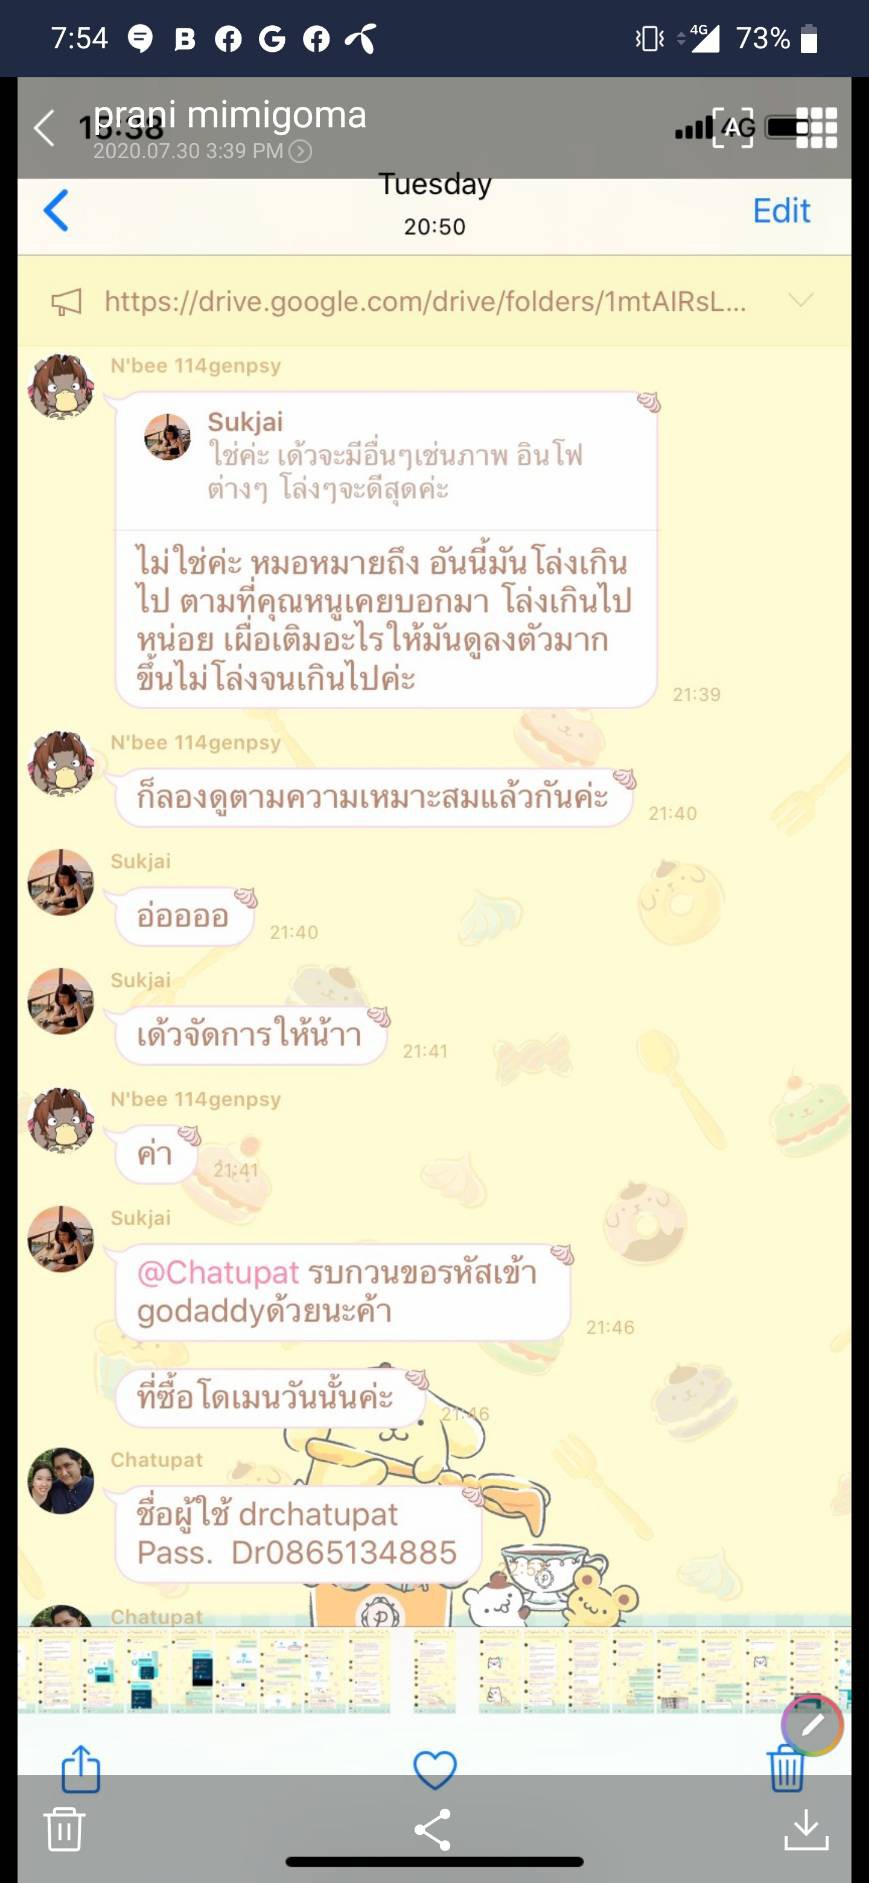 7:54
4G 73%
prani mimigoma
2020.07.30 3:39 PM
4G
Tuesday
20:50
Edit
https://drive.google.com/drive/folders/1mtAIRsL...
N'bee 114genpsy
Sukjai
ใช่ค่ะ เด้วจะมีอื่นๆเช่นภาพ อินโฟ
ต่างๆ โล่งๆจะดีสุดค่ะ
ไม่ใช่ค่ะ หมอหมายถึง อันนี้มันโล่งเกิน
ไป ตามที่คุณหนูเคยบอกมา โล่งเกินไป
หน่อย เผื่อเติมอะไรให้มันดูลงตัวมาก
ขึ้นไม่โล่งจนเกินไปค่ะ
21:39
N'bee 114genpsy
ก็ลองดูตามความเหมาะสมแล้วกันค่ะ
21:40
Sukjai
อ่ออออ
21:40
Sukjai
เด้วจัดการให้น้าา
21:41
N'bee 114genpsy
ค่า
21:41
Sukjai
@Chatupat รบกวนขอรหัสเข้า
godaddyด้วยนะค้า
21:46
ที่ซื้อโดเมนวันนั้นค่ะ
21:46
Chatupat
ชื่อผู้ใช้ drchatupat
Pass. Dr0865134885
Chatupat